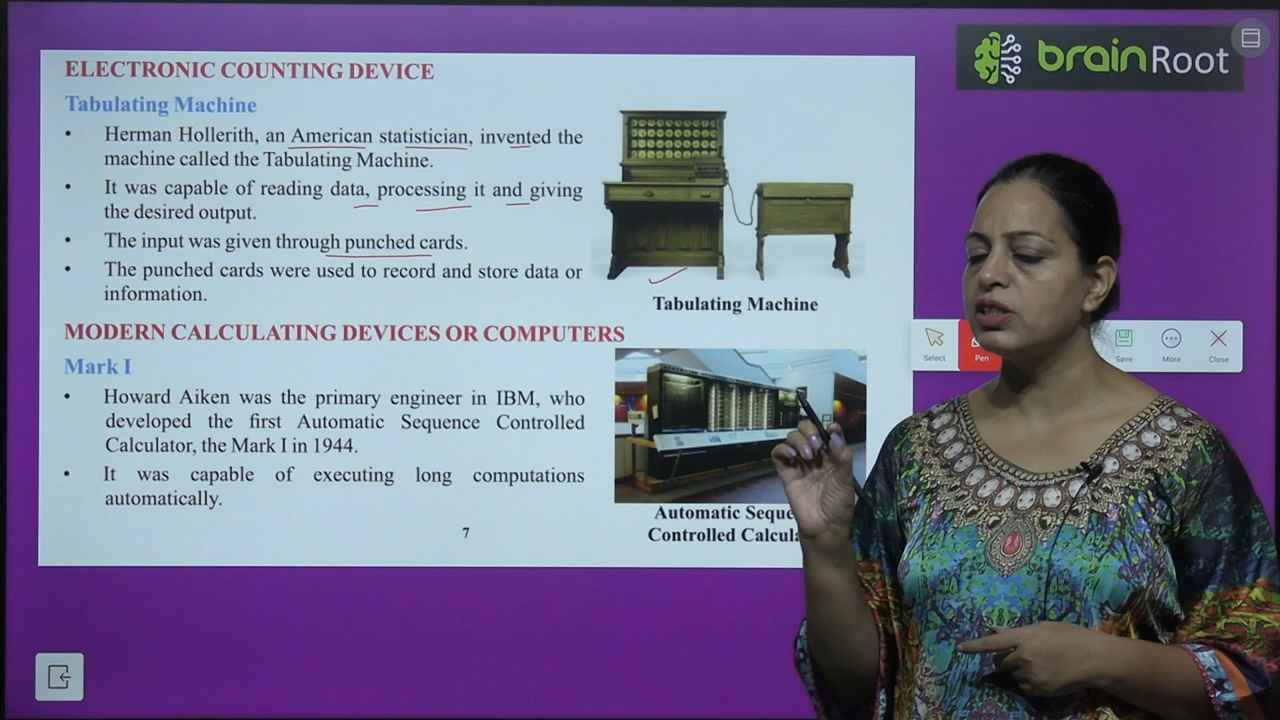 ELECTRONIC COUNTING DEVICE
Tabulating Machine
• Herman Hollerith, an American statistician, invented the
machine called the Tabulating Machine.
• It was capable of reading data, processing it and giving
the desired output.
• The input was given through punched cards.
• The punched cards were used to record and store data or
information.
Tabulating Machine
MODERN CALCULATING DEVICES OR COMPUTERS
Mark I
• Howard Aiken was the primary engineer in IBM, who
developed the first Automatic Sequence Controlled
Calculator, the Mark I in 1944.
• It was capable of executing long computations
automatically.
Automatic Seque
Controlled Calcula
7
brainRoot
Select
Pen
Save
More
Close